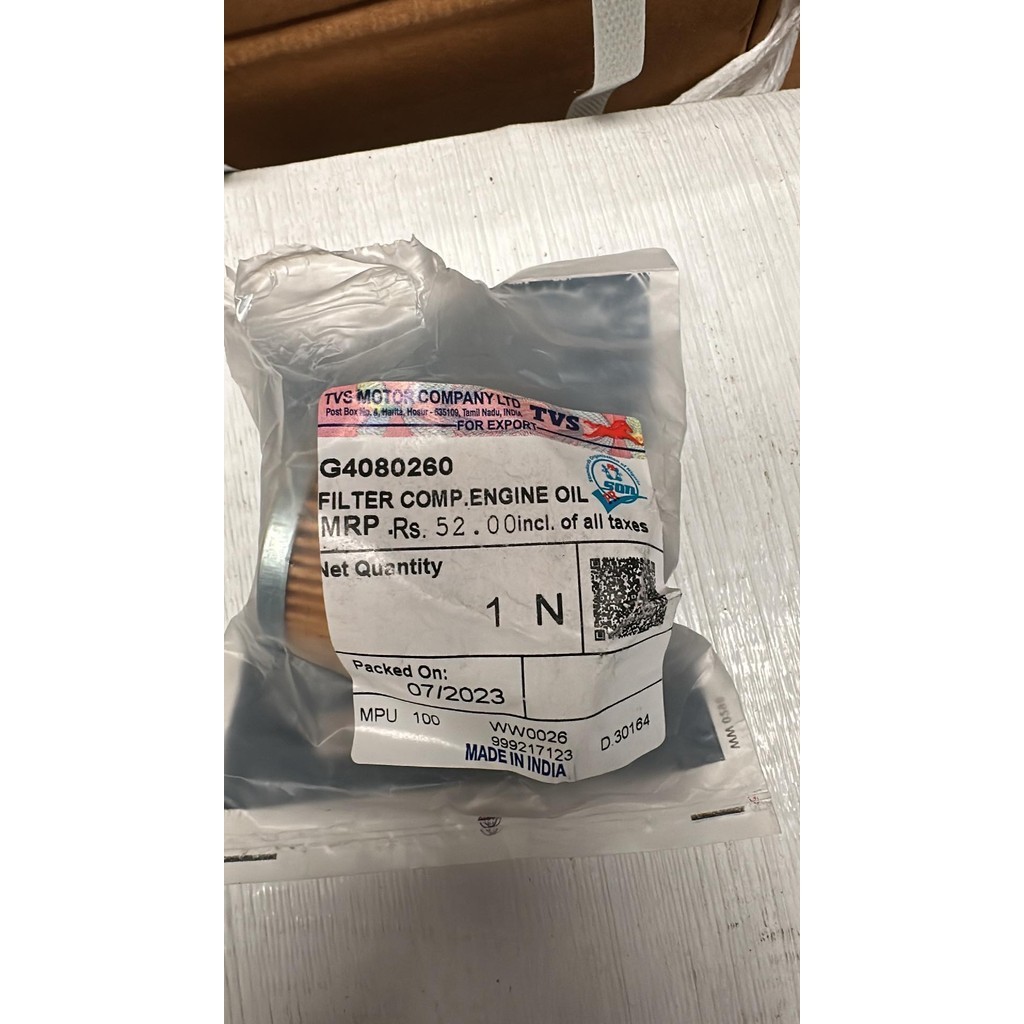 TVS MOTOR COMPANY LTD
Post Box No. 4, Harita, Hosur - 635109, Tamil Nadu, INDIA
TVS
FOR EXPORT
G4080260
SON
FILTER COMP.ENGINE OIL
MRP .Rs. 52.00incl. of all taxes
Net Quantity
1 N
Packed On:
07/2023
MPU 100
WW0026
999217123
D.30164
MADE IN INDIA